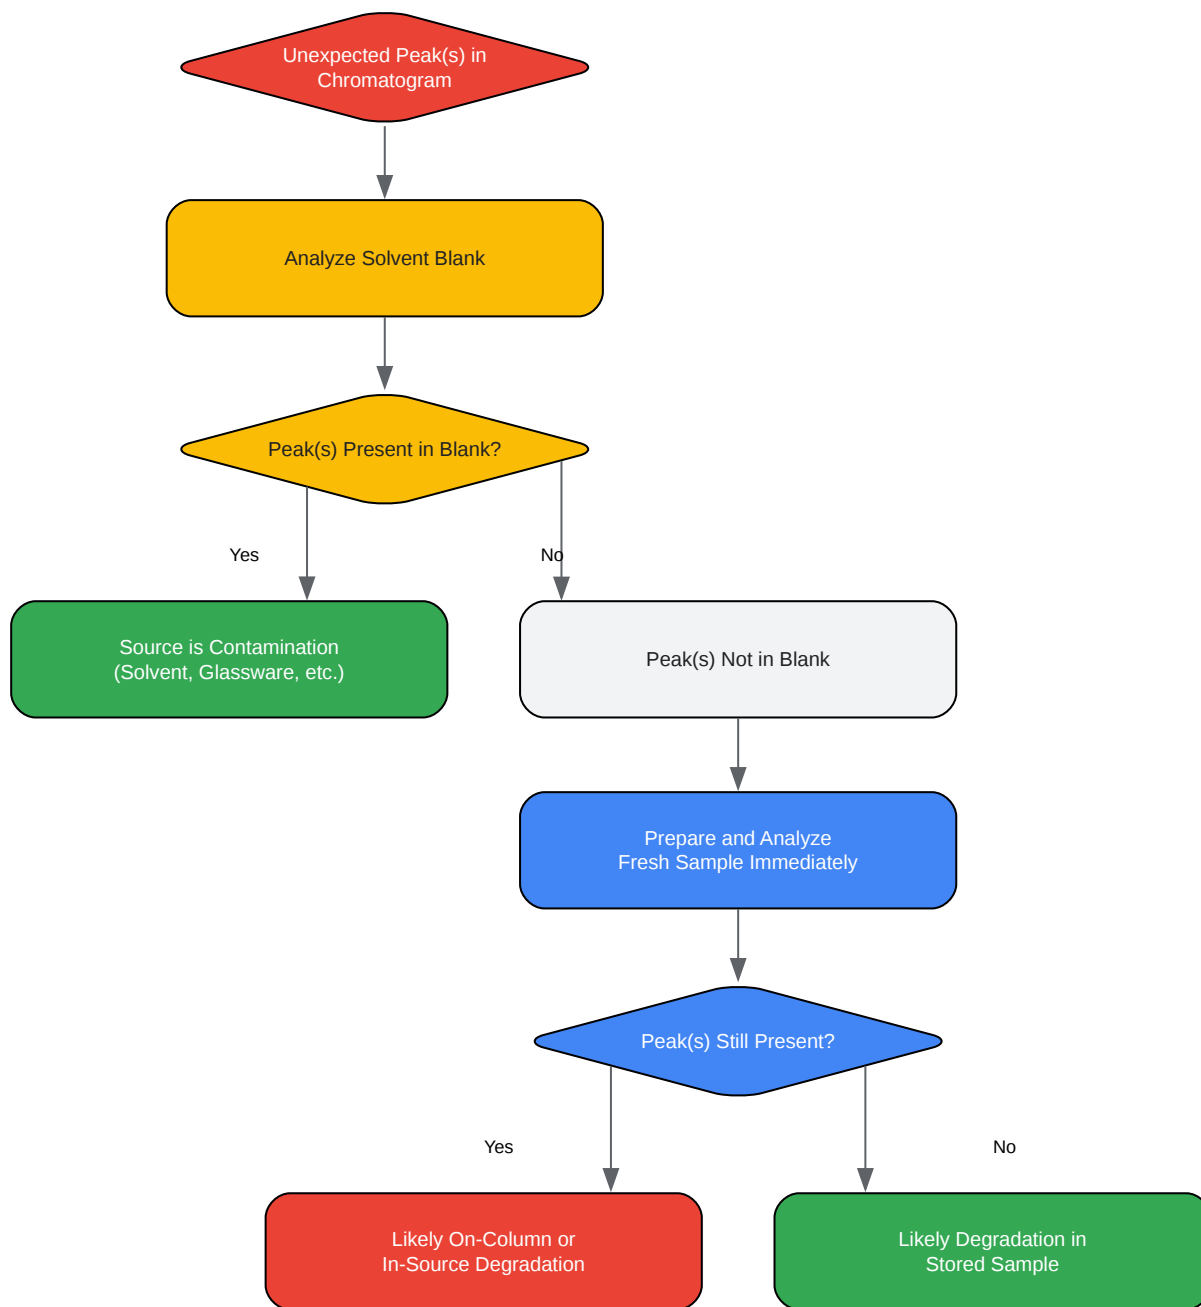 Unexpected Peak(s) in
Chromatogram
Analyze Solvent Blank
Peak(s) Present in Blank?
Yes
No
Source is Contamination
(Solvent, Glassware, etc.)
Peak(s) Not in Blank
Prepare and Analyze
Fresh Sample Immediately
Peak(s) Still Present?
Yes
No
Likely On-Column or
In-Source Degradation
Likely Degradation in
Stored Sample